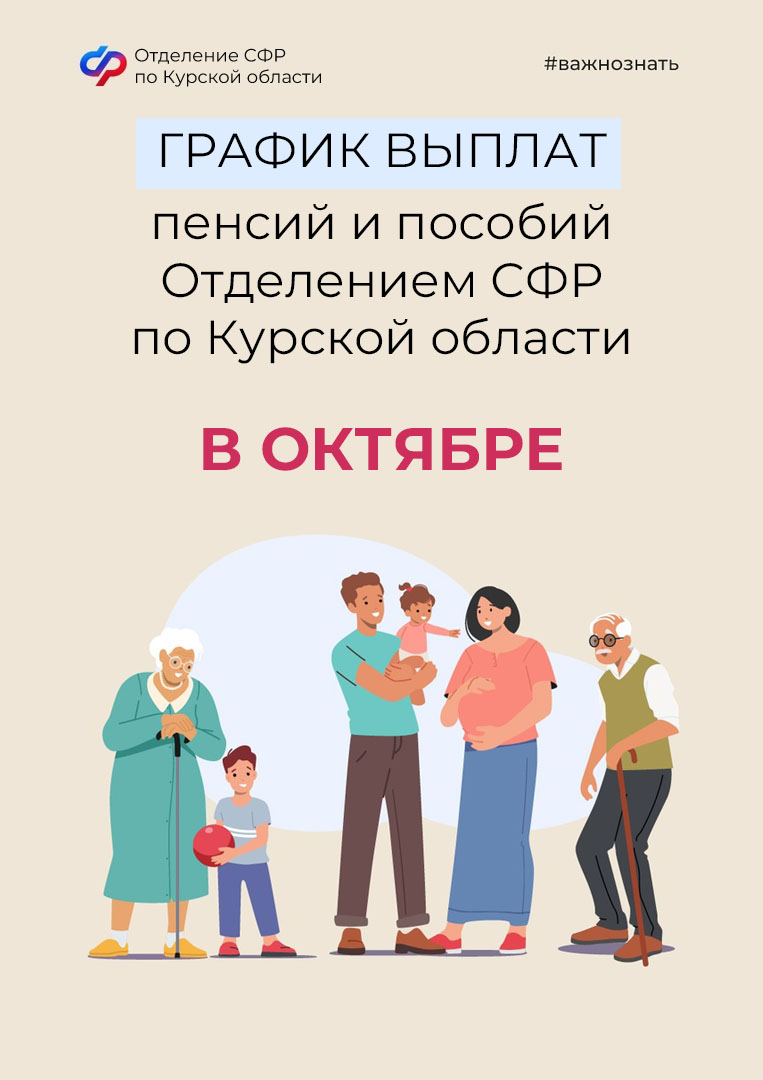 Отделение СФР
по Курской области
#важнознать
ГРАФИК ВЫПЛАТ
пенсий и пособий
Отделением СФР
по Курской области
В ОКТЯБРЕ